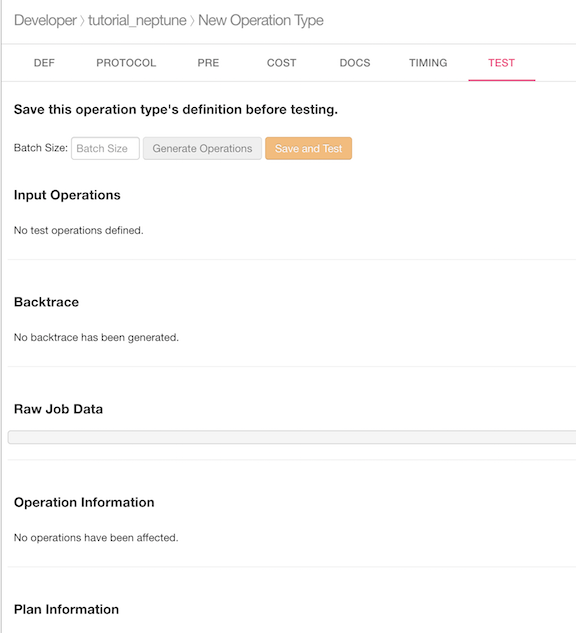 Developer 〉 tutorial_neptune 〉 New Operation Type
DEF PROTOCOL PRE COST DOCS TIMING TEST
Save this operation type's definition before testing.
Batch Size: Batch Size Generate Operations Save and Test
Input Operations
No test operations defined.
Backtrace
No backtrace has been generated.
Raw Job Data
Operation Information
No operations have been affected.
Plan Information